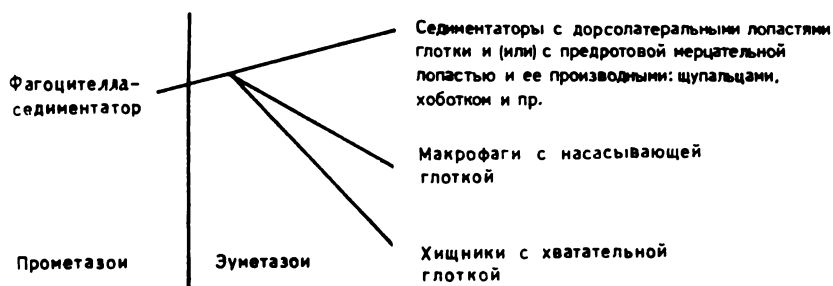 Седиментаторы с дорсолатеральными лопастями
глотки и (или) с предротовой мерцательной
лопастью и ее производными: щупальцами,
хоботком и пр.
Фагоцителла-
седиментатор
Макрофаги с насасывающей
глоткой
Хищники с хватательной
глоткой
Прометазои
Эуметазои